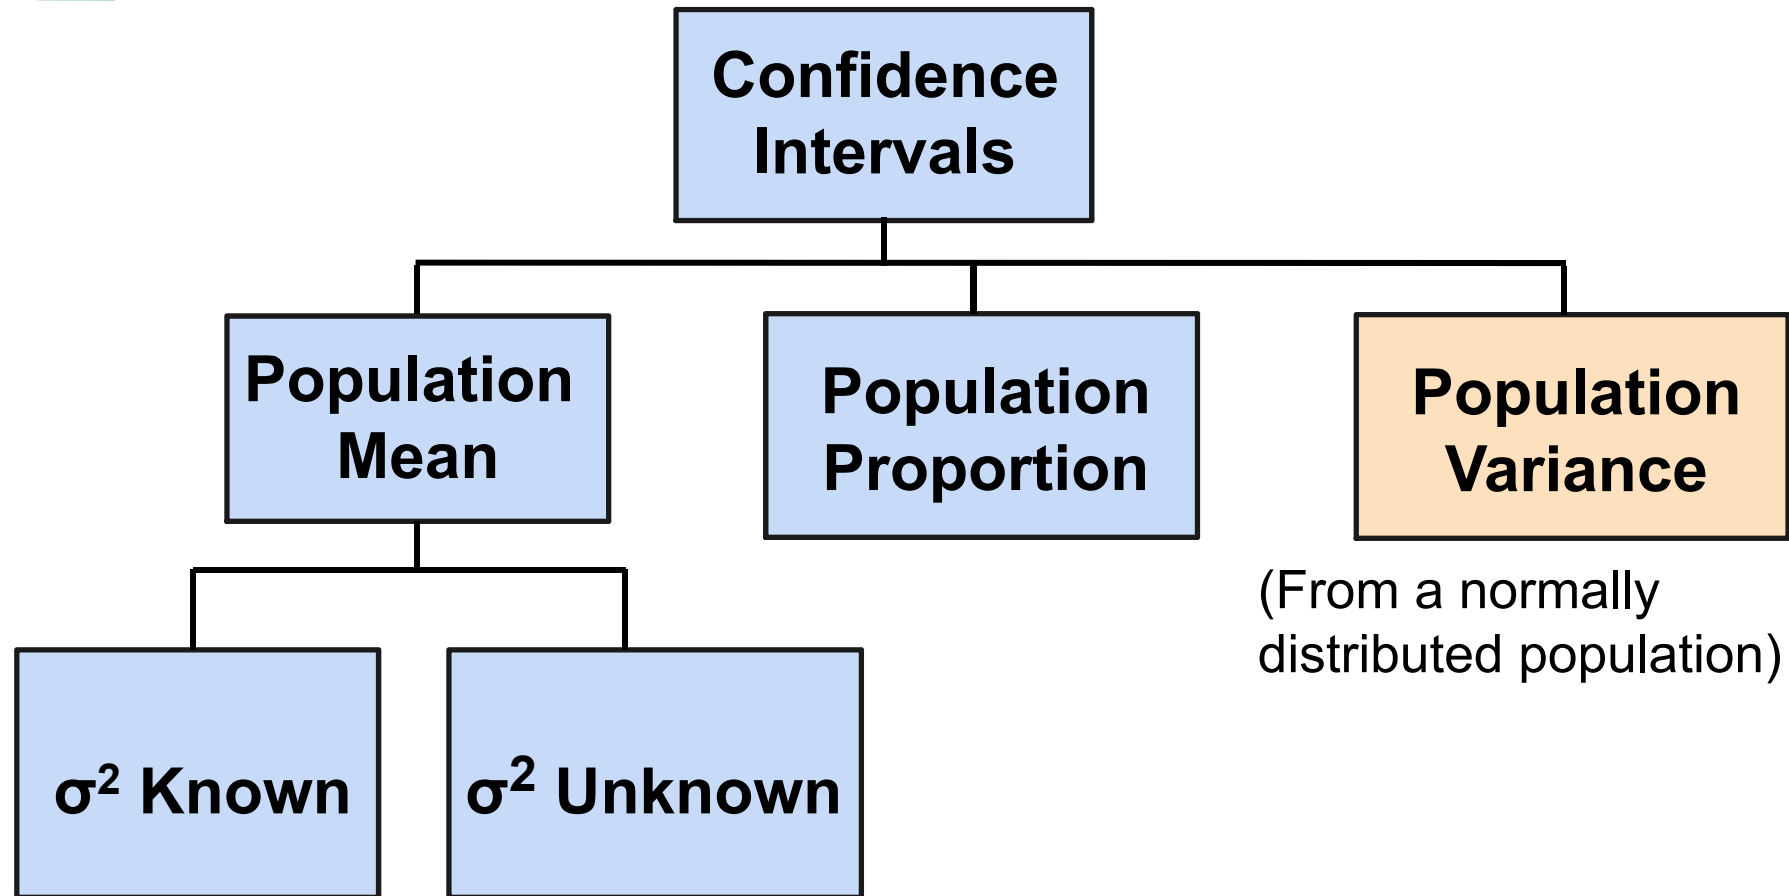 Confidence
Intervals
Population
Mean
Population
Proportion
Population
Variance
(From a normally
distributed population)
σ² Known
σ² Unknown